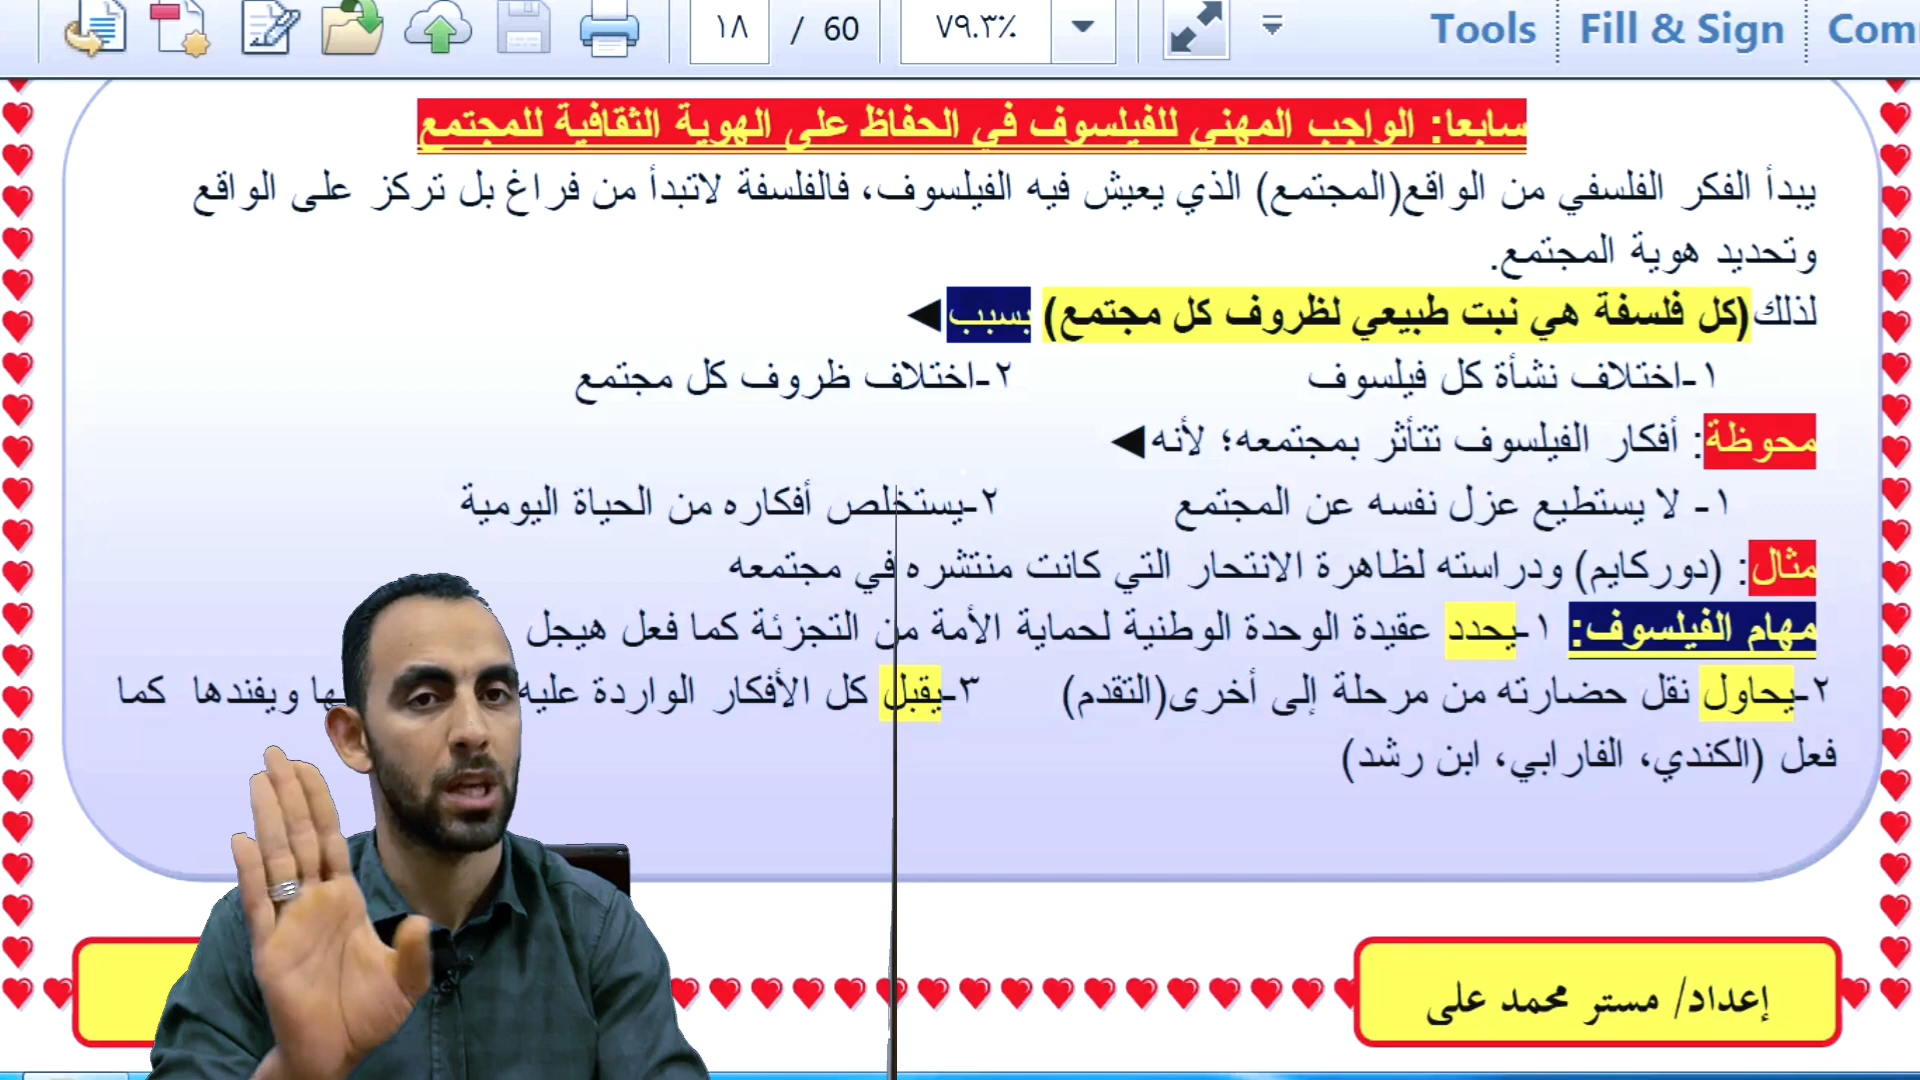 ١٨ / 60
٧٩.٣٪
Tools
Fill & Sign
Com
سابعا: الواجب المهني للفيلسوف في الحفاظ على الهوية الثقافية للمجتمع
يبدأ الفكر الفلسفي من الواقع(المجتمع) الذي يعيش فيه الفيلسوف، فالفلسفة لاتبدأ من فراغ بل تركز على الواقع
وتحديد هوية المجتمع.
لذلك (كل فلسفة هي نبت طبيعي لظروف كل مجتمع) بسبب◄
١-اختلاف نشأة كل فيلسوف ٢-اختلاف ظروف كل مجتمع
محوظة: أفكار الفيلسوف تتأثر بمجتمعه؛ لأنه◄
١- لا يستطيع عزل نفسه عن المجتمع ٢-يستخلص أفكاره من الحياة اليومية
مثال: (دوركايم) ودراسته لظاهرة الانتحار التي كانت منتشره في مجتمعه
مهام الفيلسوف: ١-يحدد عقيدة الوحدة الوطنية لحماية الأمة من التجزئة كما فعل هيجل
٢-يحاول نقل حضارته من مرحلة إلى أخرى(التقدم) ٣-يقبل كل الأفكار الواردة عليه ويفندها كما
فعل (الكندي، الفارابي، ابن رشد)
إعداد/ مستر محمد على